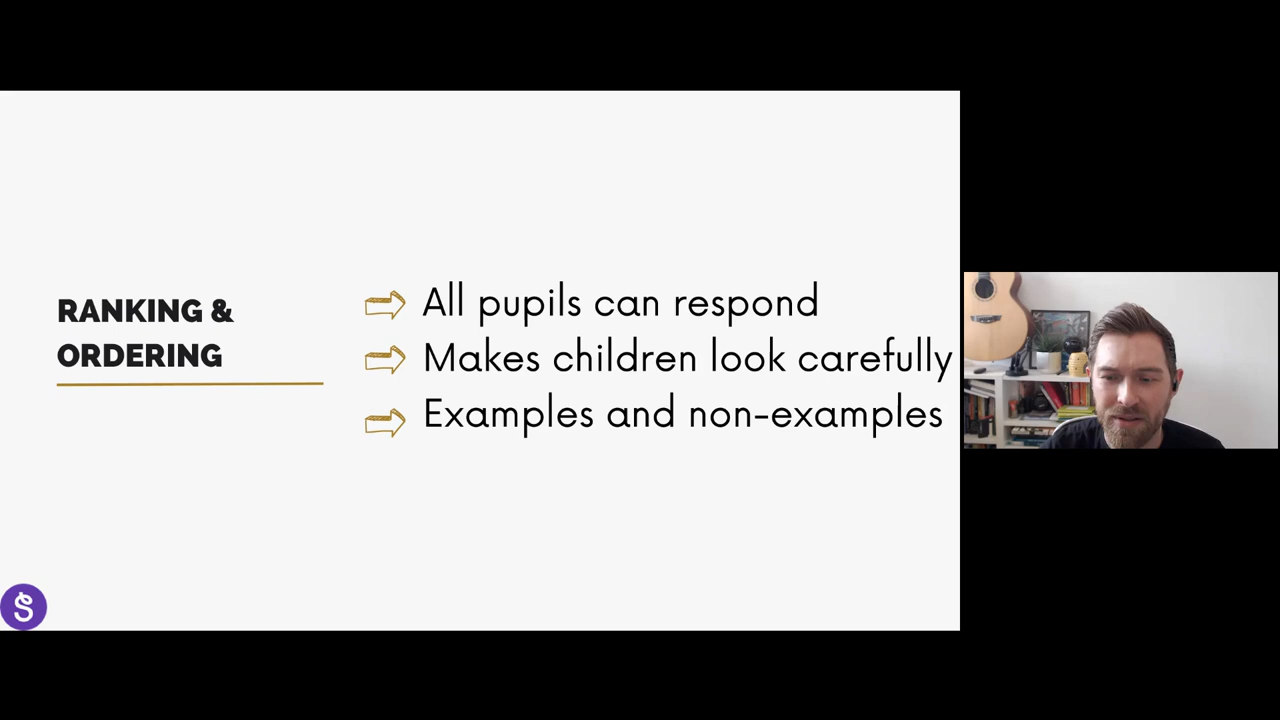 RANKING &
ORDERING
All pupils can respond
Makes children look carefully
Examples and non-examples
S